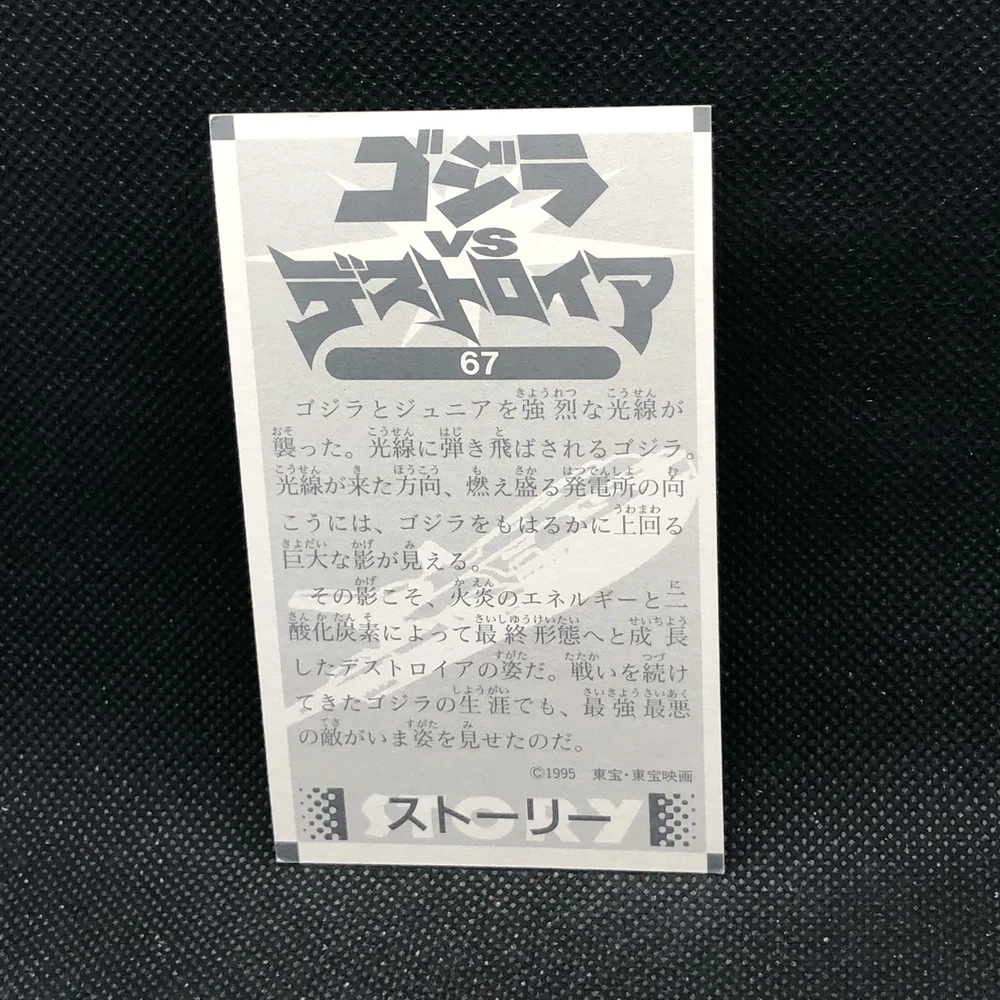 ゴジラ
VS
デストロイア
67
ゴジラとジュニアを強烈な光線が
襲った。光線に弾き飛ばされるゴジラ。
光線が来た方向、燃え盛る発電所の向
こうには、ゴジラをもはるかに上回る
巨大な影が見える。
その影こそ、火炎のエネルギーと二
酸化炭素によって最終形態へと成長
したデストロイアの姿だ。戦いを続け
てきたゴジラの生涯でも、最強最悪
の敵がいま姿を見せたのだ。
©1995 東宝・東宝映画
STORY
ストーリー